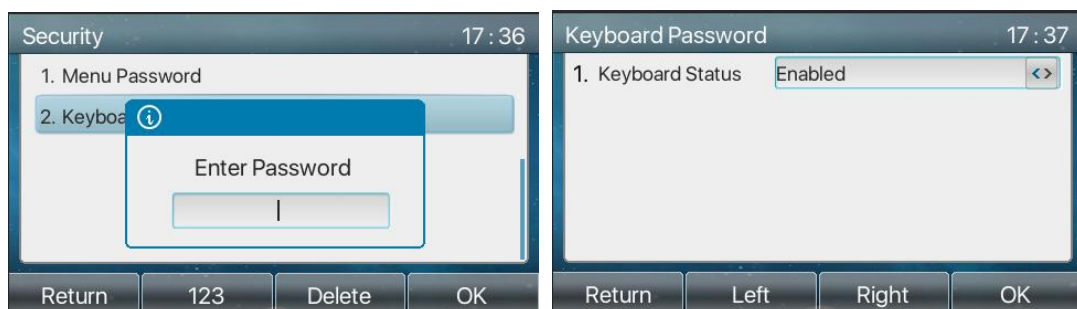 Security 17 : 36
1. Menu Password
2. Keyboa
Enter Password
Return 123 Delete OK
Keyboard Password 17 : 37
1. Keyboard Status Enabled <>
Return Left Right OK